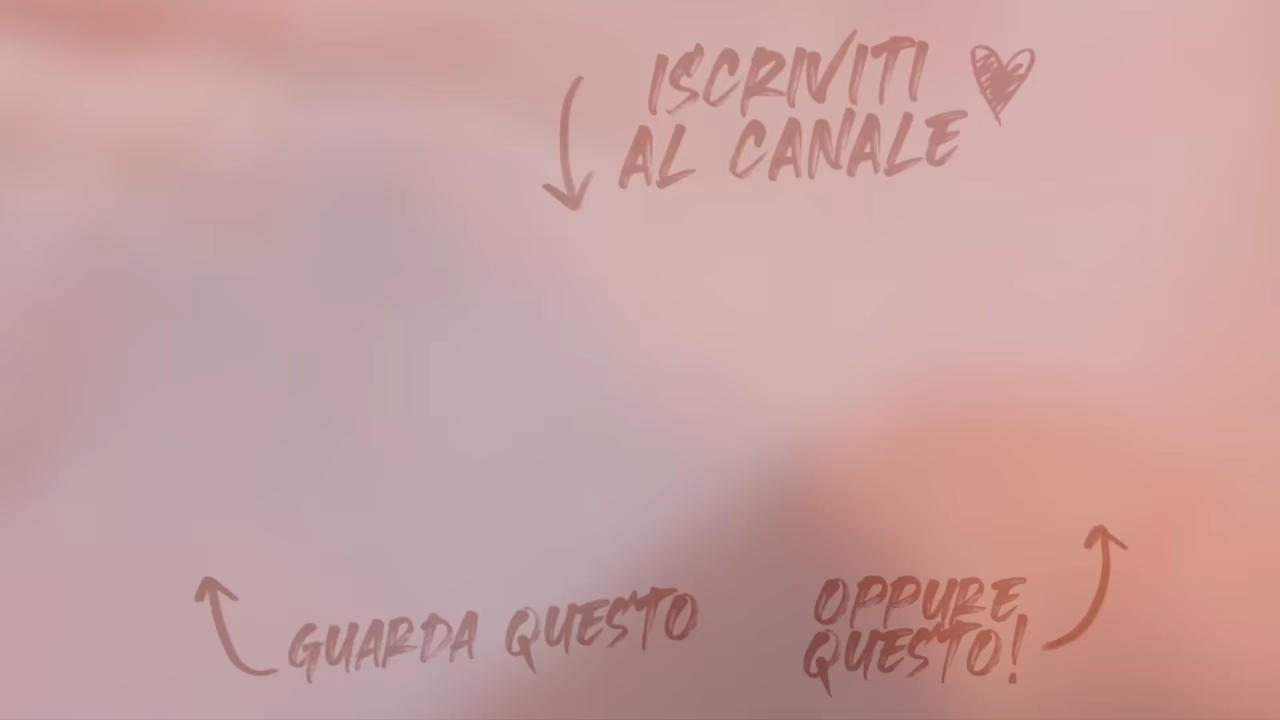 ISCRIVITI
AL CANALE
GUARDA QUESTO
OPPURE
QUESTO!